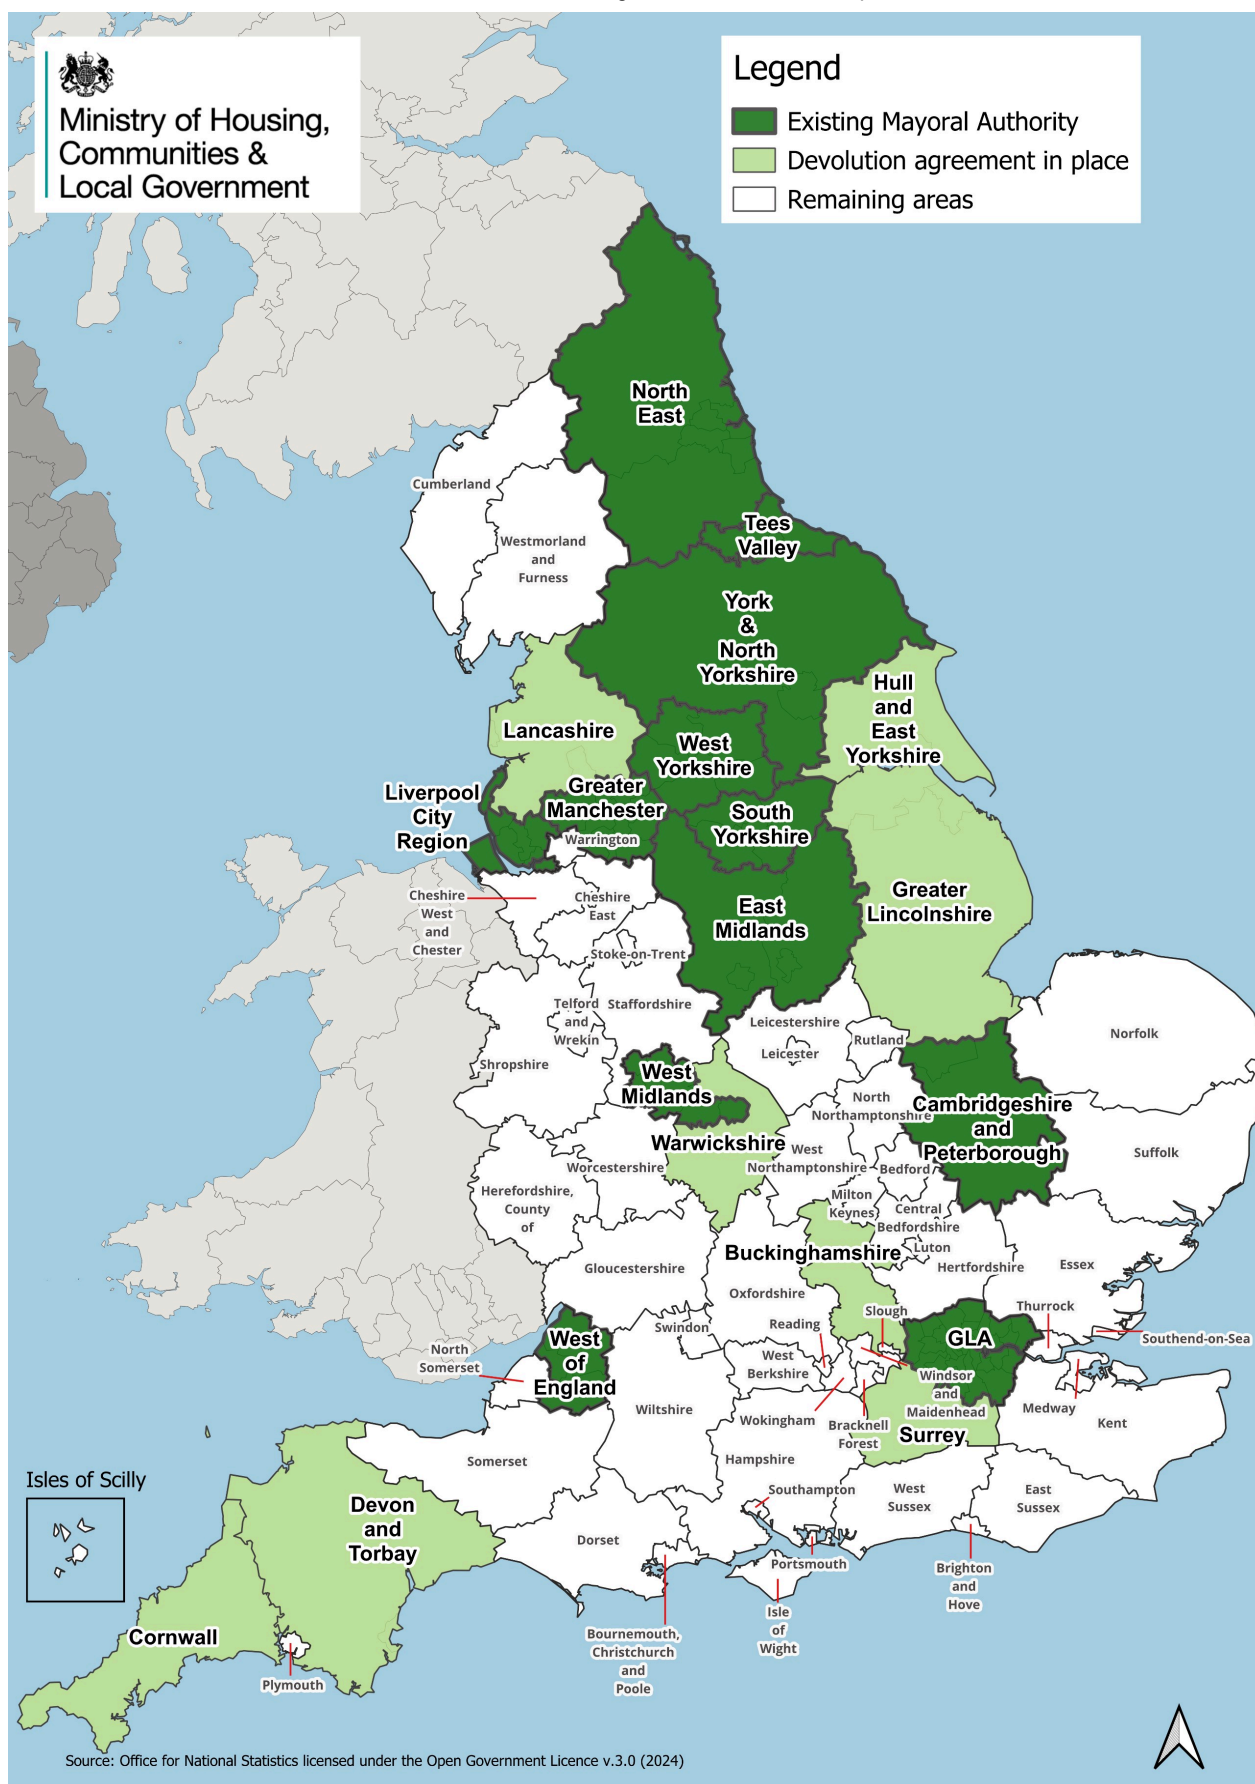 Ministry of Housing,
Communities &
Local Government
Legend
Existing Mayoral Authority
Devolution agreement in place
Remaining areas
North
East
Cumberland
Westmorland
and
Furness
Tees
Valley
York
&
North
Yorkshire
Hull
and
East
Yorkshire
Lancashire
West
Yorkshire
Liverpool
City
Region
Greater
Manchester
South
Yorkshire
Warrington
Cheshire
West
and
Chester
Cheshire
East
East
Midlands
Greater
Lincolnshire
Stoke-on-Trent
Telford
and
Wrekin
Staffordshire
Shropshire
Leicestershire
Leicester
Rutland
Norfolk
West
Midlands
North
Northamptonshire
Cambridgeshire
and
Peterborough
Warwickshire
Worcestershire
West
Northamptonshire
Bedford
Suffolk
Herefordshire,
County
of
Milton
Keynes
Central
Bedfordshire
Luton
Buckinghamshire
Hertfordshire
Essex
Gloucestershire
Oxfordshire
Slough
Thurrock
Southend-on-Sea
Swindon
Reading
GLA
North
Somerset
West
of
England
West
Berkshire
Windsor
and
Maidenhead
Wiltshire
Wokingham
Bracknell
Forest
Medway
Kent
Surrey
Somerset
Hampshire
Isles of Scilly
Southampton
West
Sussex
East
Sussex
Devon
and
Torbay
Dorset
Portsmouth
Brighton
and
Hove
Isle
of
Wight
Cornwall
Bournemouth,
Christchurch
and
Poole
Plymouth
Source: Office for National Statistics licensed under the Open Government Licence v.3.0 (2024)